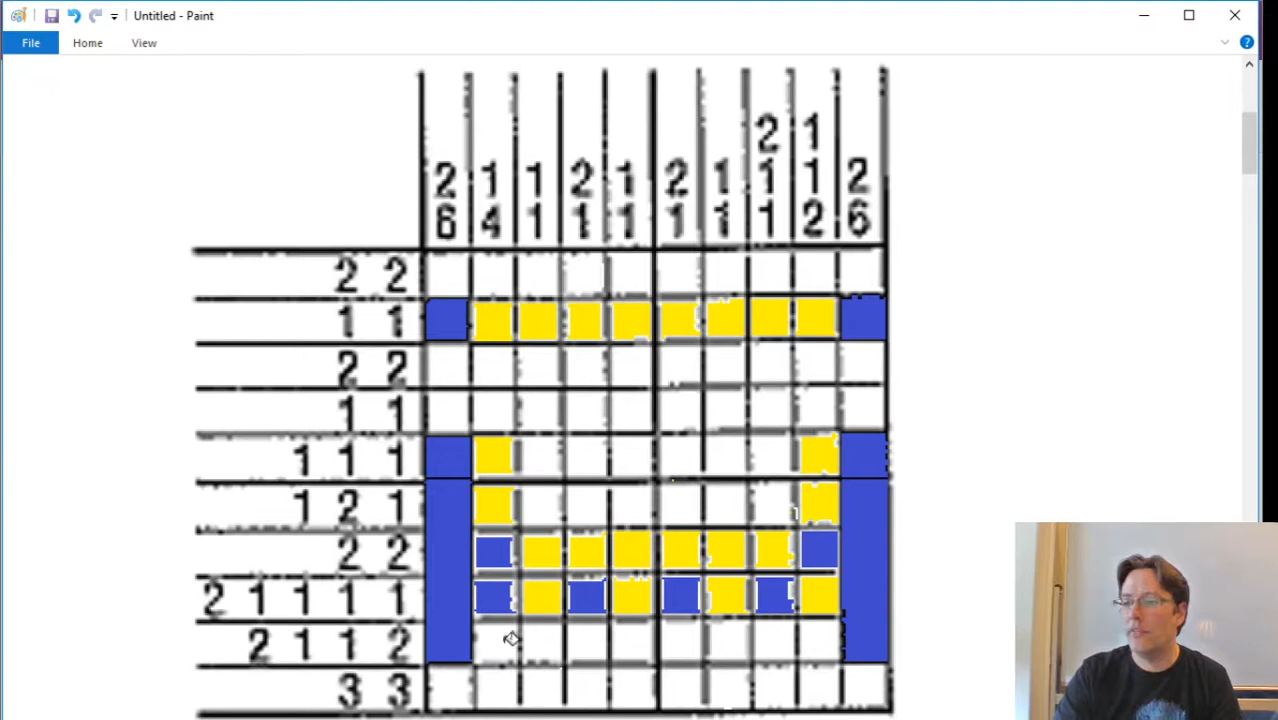 Untitled - Paint
File Home View
2 1
2 1 1 2 1 2 1 1 1 2
6 4 1 1 1 1 1 1 2 6
2 2
1 1
2 2
1 1
1 1 1
1 2 1
2 2
2 1 1 1 1
2 1 1 2
3 3